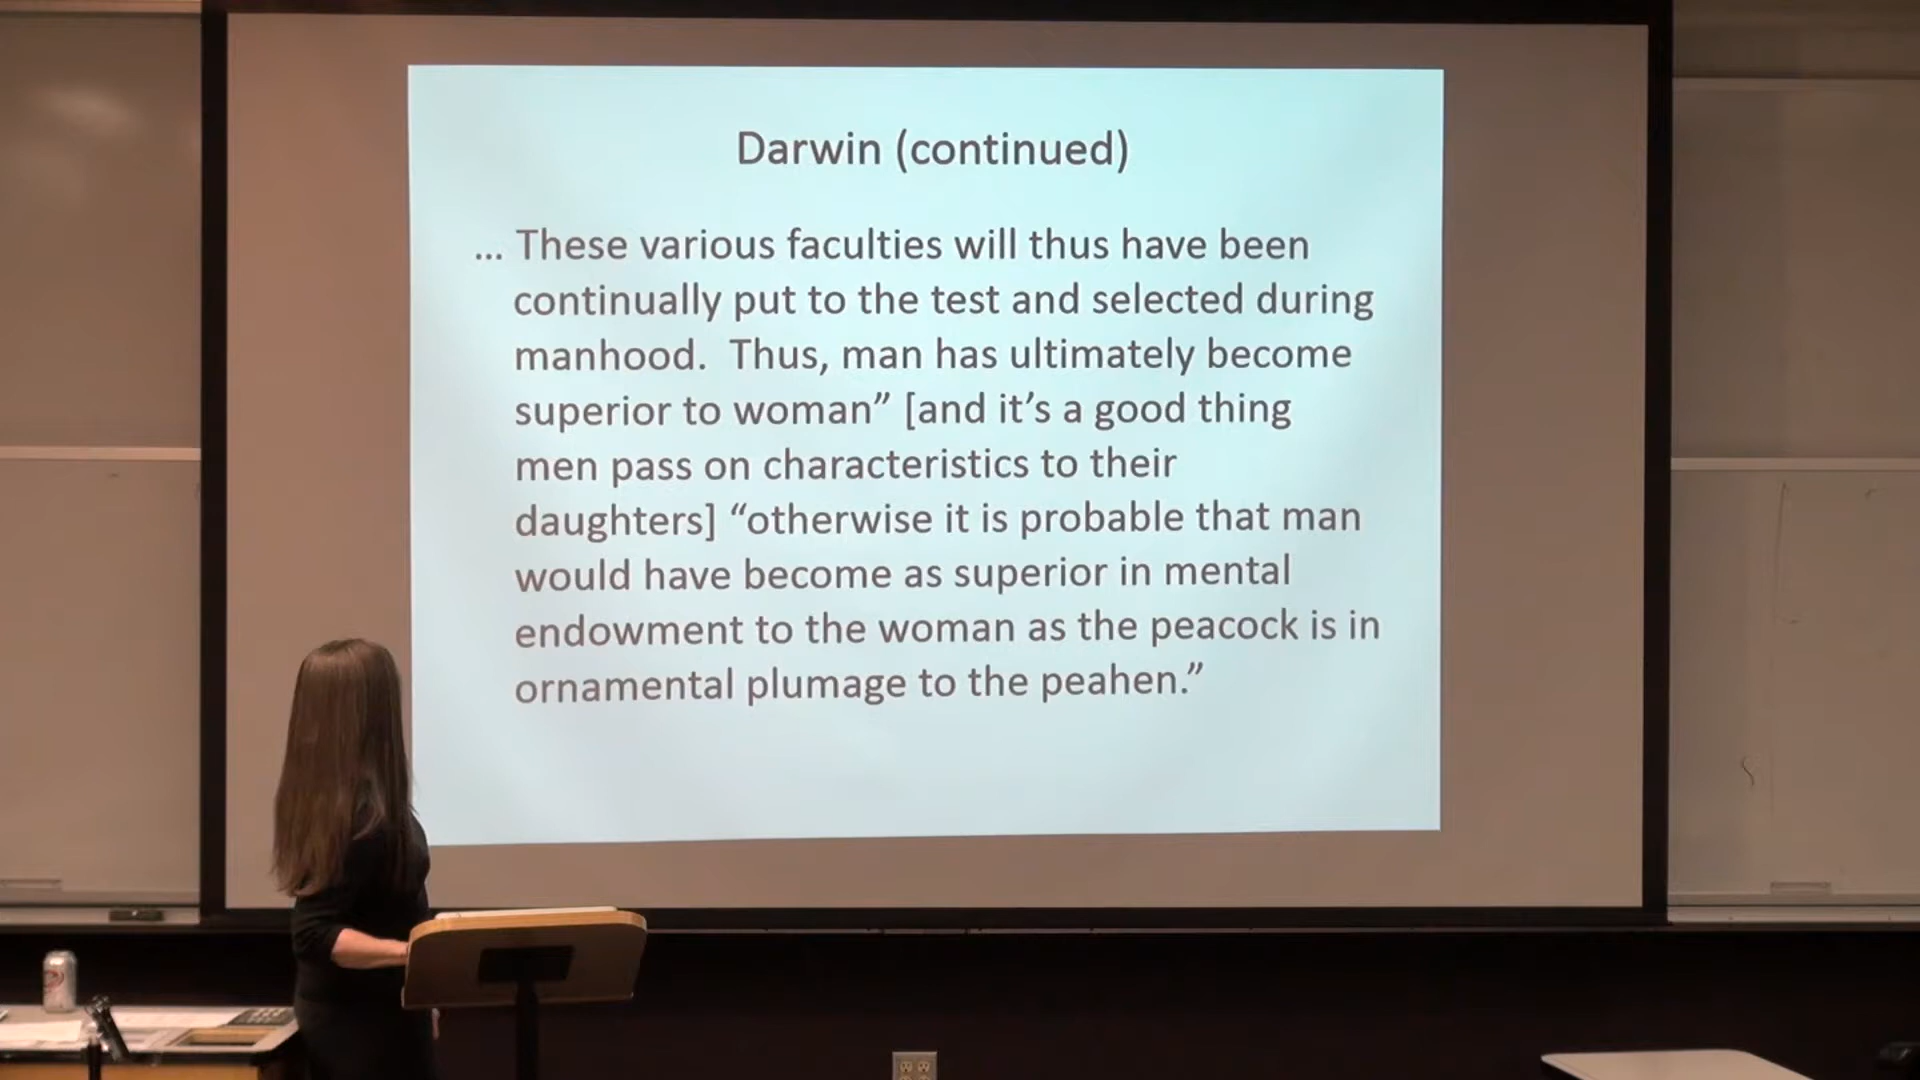 Darwin (continued)
... These various faculties will thus have been
continually put to the test and selected during
manhood.  Thus, man has ultimately become
superior to woman” [and it’s a good thing
men pass on characteristics to their
daughters] “otherwise it is probable that man
would have become as superior in mental
endowment to the woman as the peacock is in
ornamental plumage to the peahen.”